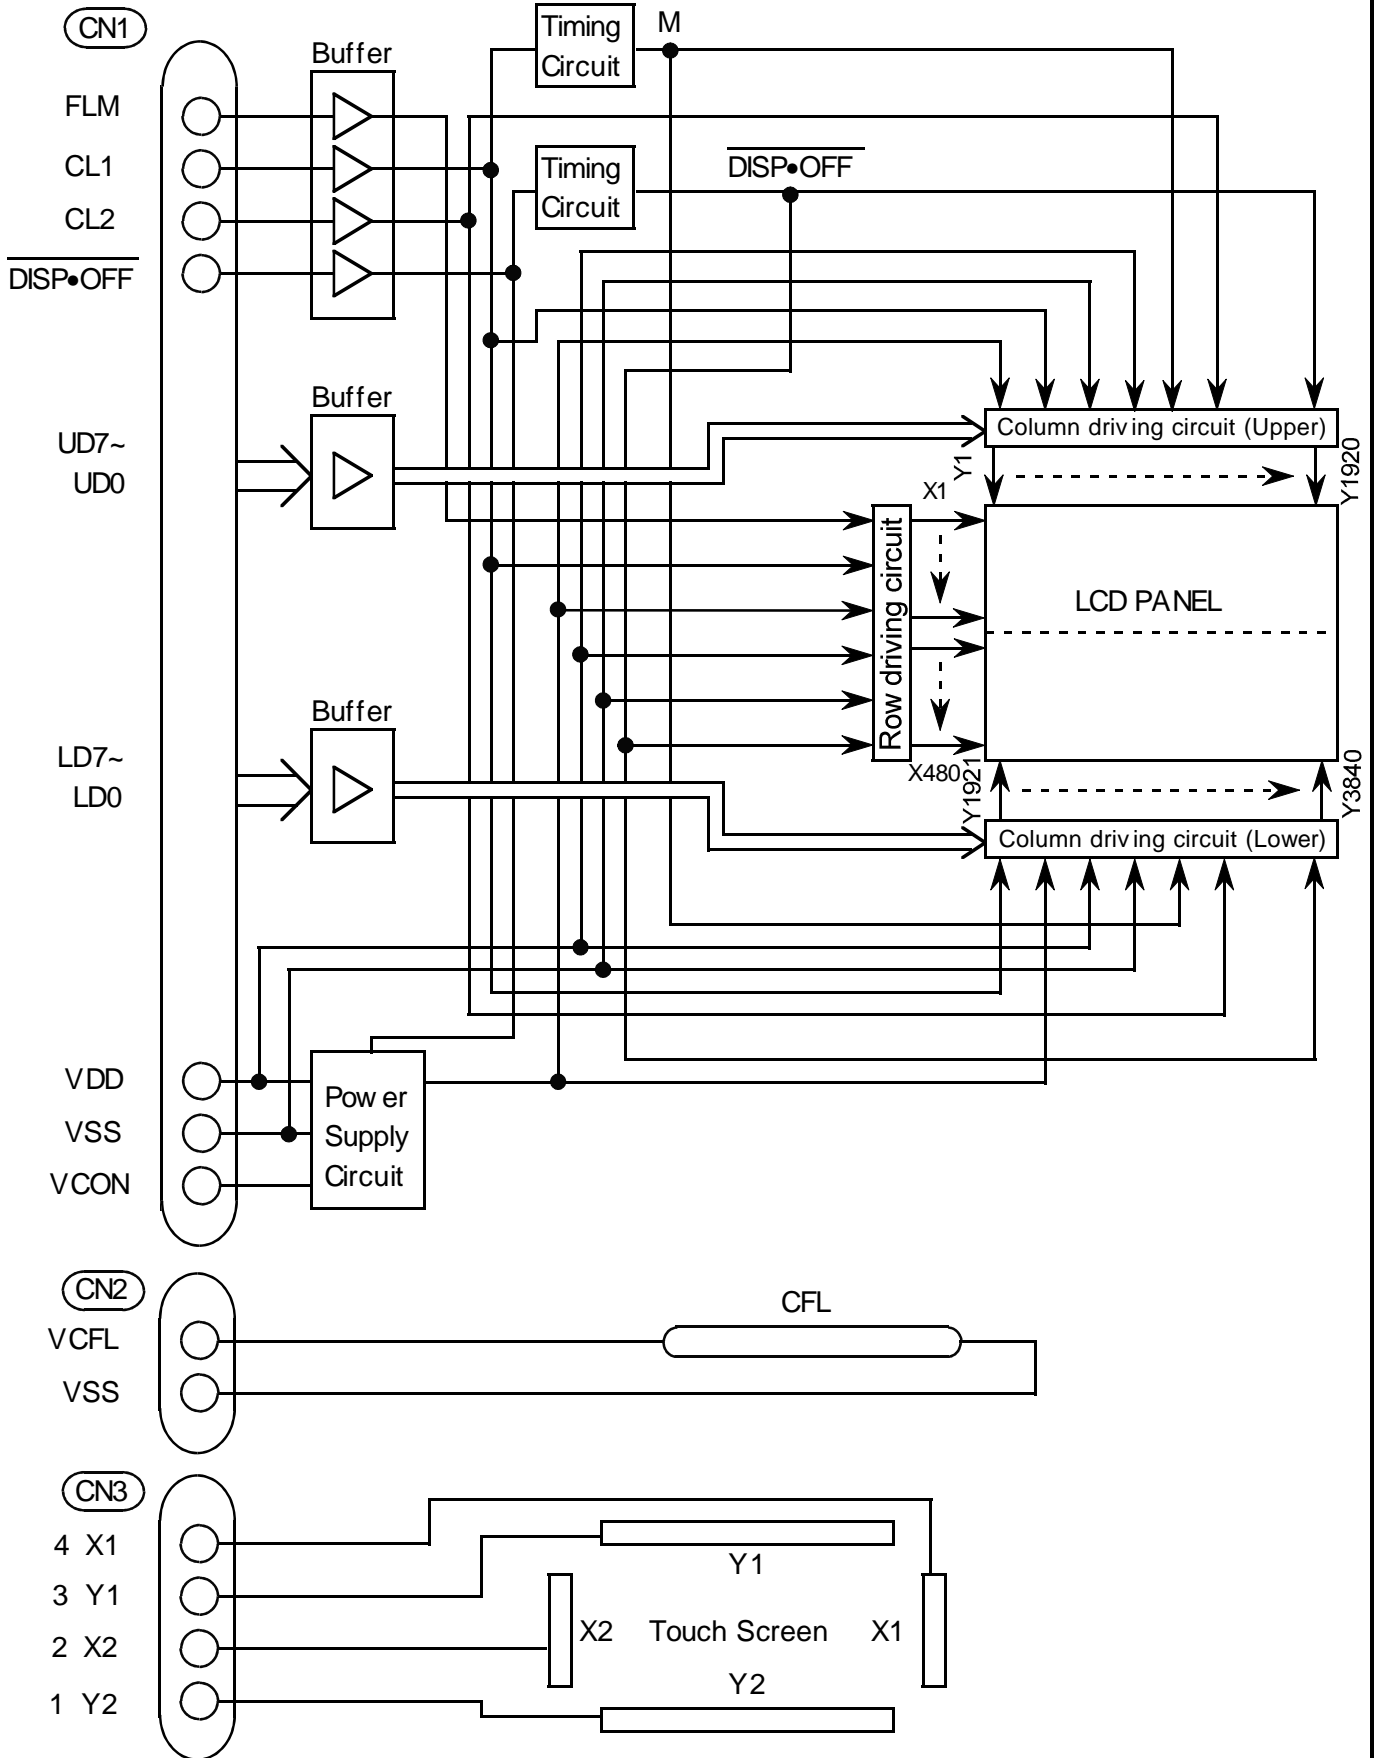 CN1
Timing
Circuit
M
Buffer
FLM
CL1
CL2
DISP•OFF
Timing
Circuit
DISP•OFF
Buffer
UD7~
UD0
Column driving circuit (Upper)
Y1
Y1920
X1
Row driving circuit
LCD PANEL
Buffer
LD7~
LD0
X480
Y1921
Y3840
Column driving circuit (Lower)
VDD
VSS
VCON
Power
Supply
Circuit
CN2
VCFL
VSS
CFL
CN3
4 X1
3 Y1
2 X2
1 Y2
Y1
X2 Touch Screen X1
Y2